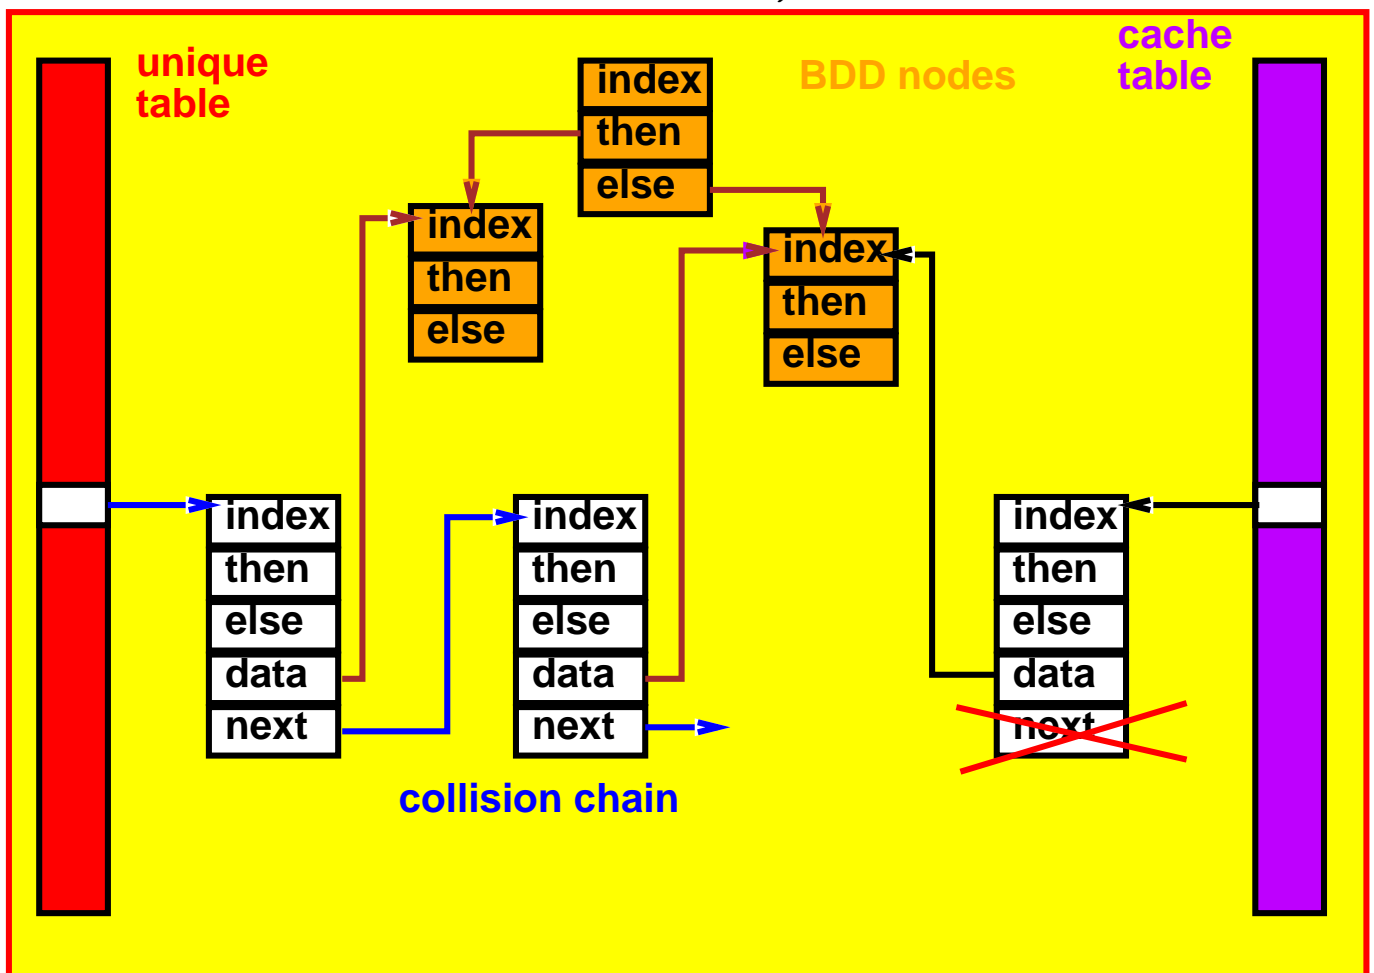 unique
table
cache
table
BDD nodes
index
then
else
index
then
else
index
then
else
index
then
else
data
next
index
then
else
data
next
index
then
else
data
next
collision chain